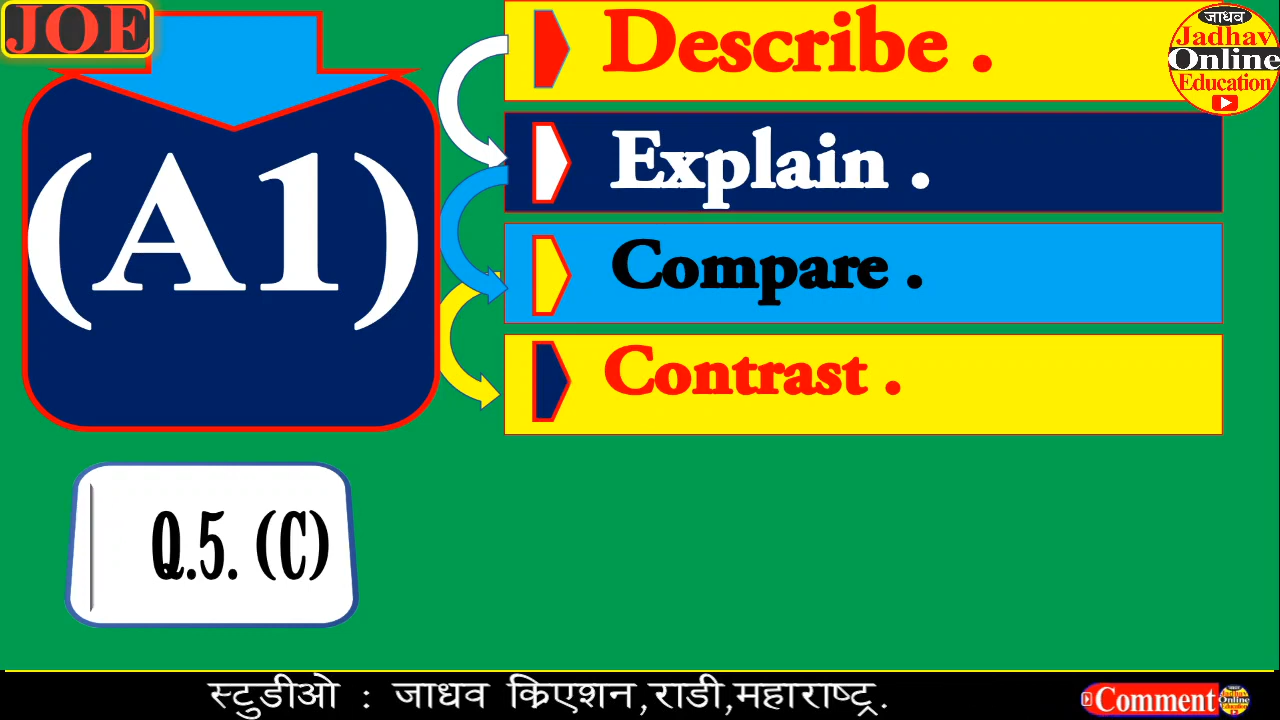 JOE
(A1)
Describe .
Explain .
Compare .
Contrast .
जाधव
Jadhav
Online
Education
Q.5. (C)
स्टुडीओ : जाधव क्रिएशन,राडी,महाराष्ट्र.
Comment